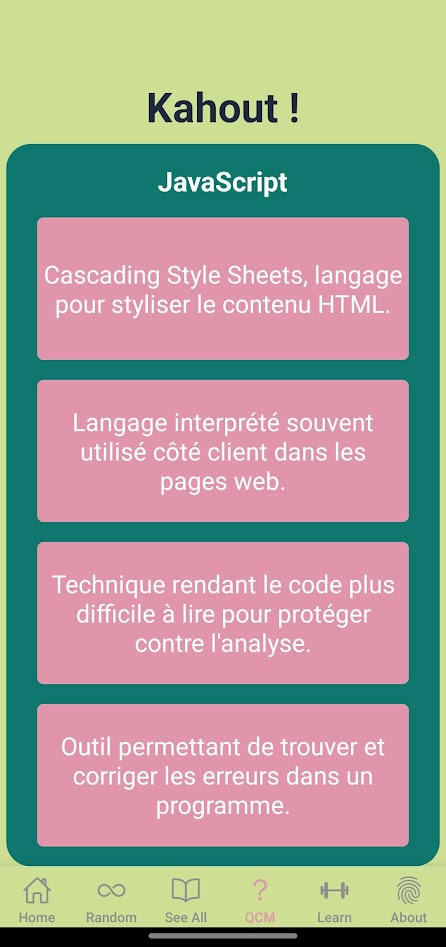 Kahout !
JavaScript
Cascading Style Sheets, langage
pour styliser le contenu HTML.
Langage interprété souvent
utilisé côté client dans les
pages web.
Technique rendant le code plus
difficile à lire pour protéger
contre l'analyse.
Outil permettant de trouver et
corriger les erreurs dans un
programme.
Home Random See All QCM Learn About